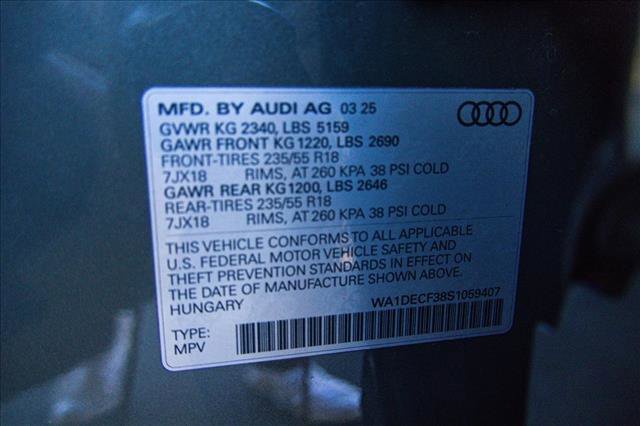 MFD. BY AUDI AG 03 25
GVWR KG 2340, LBS 5159
GAWR FRONT KG 1220, LBS 2690
FRONT-TIRES 235/55 R18
7JX18 RIMS, AT 260 KPA 38 PSI COLD
GAWR REAR KG1200, LBS 2646
REAR-TIRES 235/55 R18
7JX18 RIMS, AT 260 KPA 38 PSI COLD
THIS VEHICLE CONFORMS TO ALL APPLICABLE
U.S. FEDERAL MOTOR VEHICLE SAFETY AND
THEFT PREVENTION STANDARDS IN EFFECT ON
THE DATE OF MANUFACTURE SHOWN ABOVE.
HUNGARY WA1DECF38S1059407
TYPE:
MPV